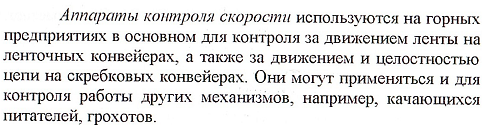 Аппараты контроля скорости используются на горных
предприятиях в основном для контроля за движением ленты на
ленточных конвейерах, а также за движением и целостностью
цепи на скребковых конвейерах. Они могут применяться и для
контроля работы других механизмов, например, качающихся
питателей, грохотов.